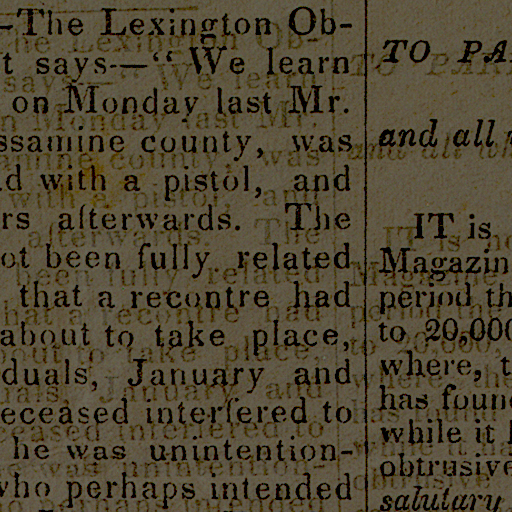 –The Lexington Ob-
t says—“We learn
on Monday last Mr.
ssamine county, was
d with a pistol, and
rs afterwards. The
ot been fully related
that a recontre had
about to take place,
duals, January and
eceased interfered to
he was unintention-
who perhaps intended
TO PA
and all
IT is
Magazin
period th
to 20,000
where, t
has foun
while it
obtrusive
salutary